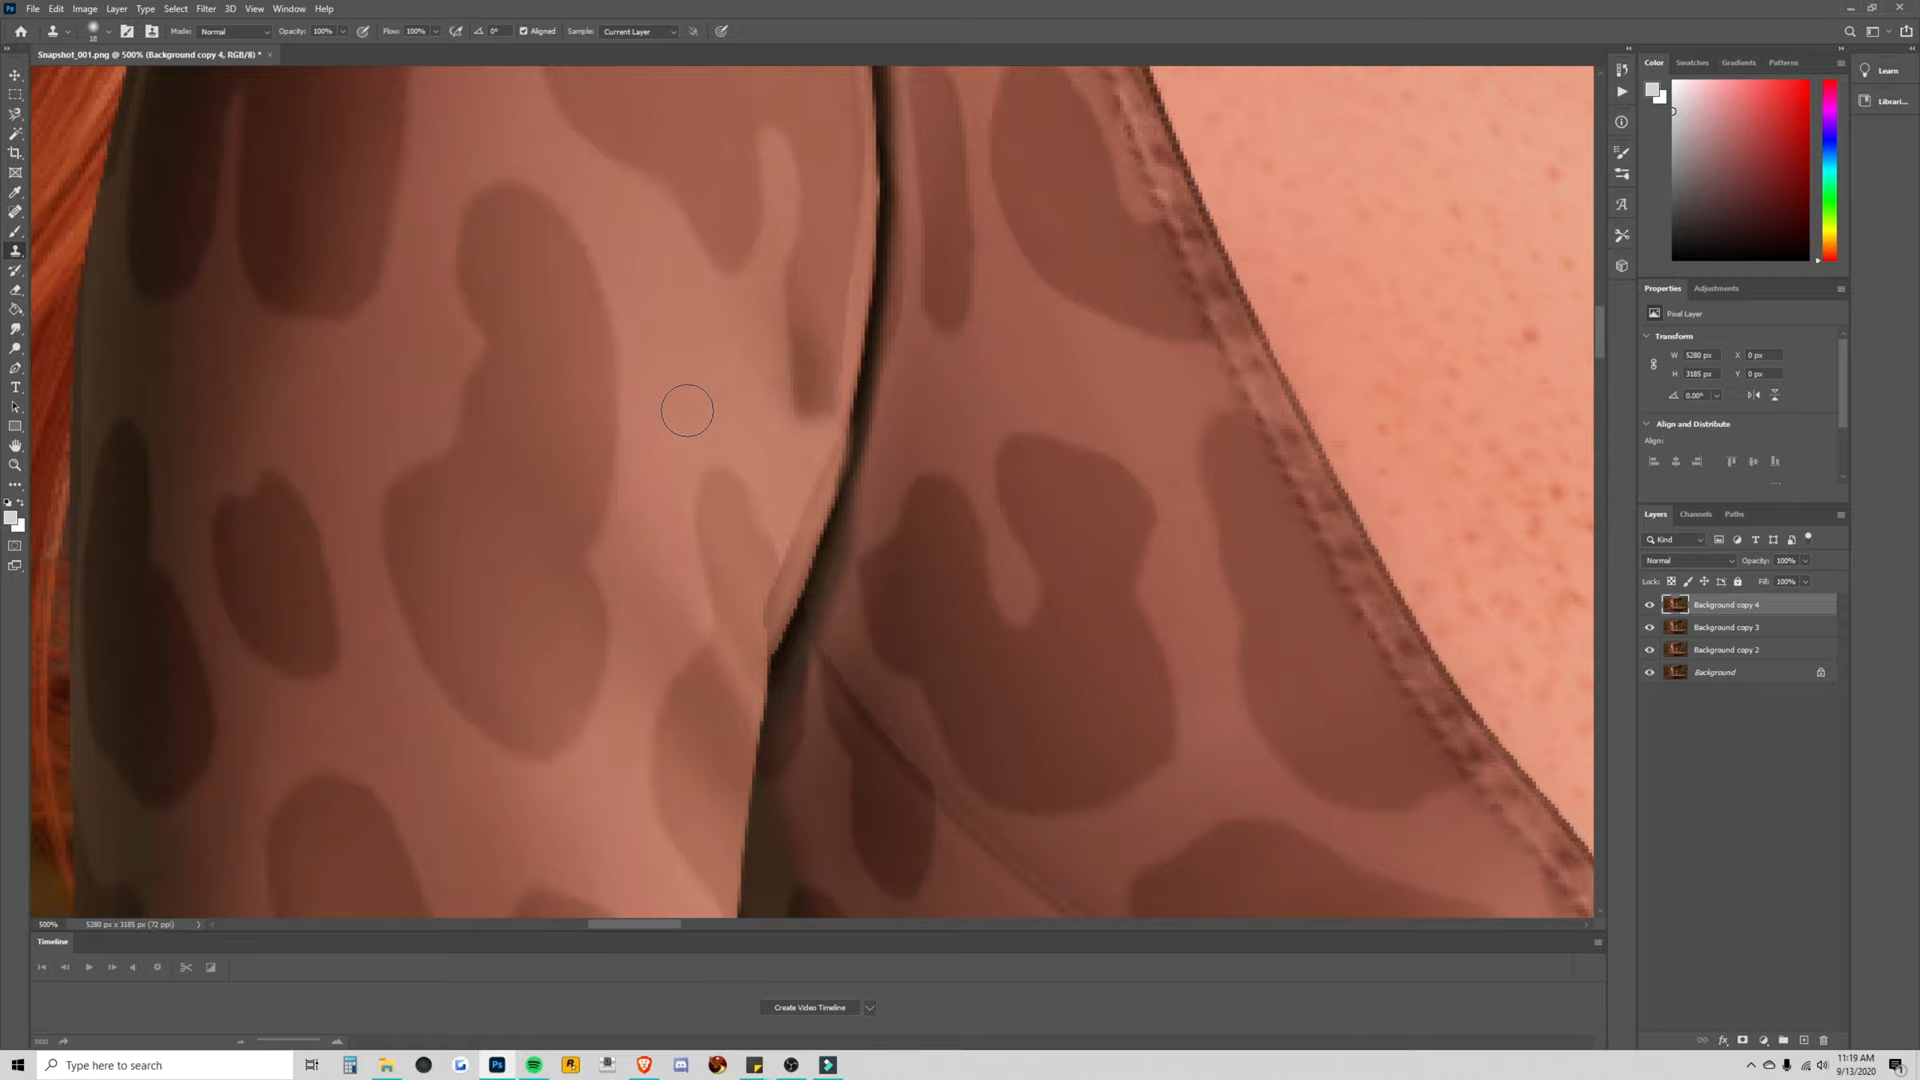 File Edit Image Layer Type Select Filter 3D View Window Help
18 Mode: Normal Opacity: 100% Flow: 100% 0° Aligned Sample: Current Layer
Snapshot_001.png @ 500% (Background copy 4, RGB/8) * ×
Color Swatches Gradients Patterns
Learn
Librari...
Properties Adjustments
Pixel Layer
Transform
W 5280 px X 0 px
H 3185 px Y 0 px
0.00°
Align and Distribute
Align:
...
Layers Channels Paths
Kind
Normal Opacity: 100%
Lock: Fill: 100%
Background copy 4
Background copy 3
Background copy 2
Background
500% 5280 px x 3185 px (72 ppi)
Timeline
Create Video Timeline
Type here to search
Ps
11:19 AM
9/13/2020